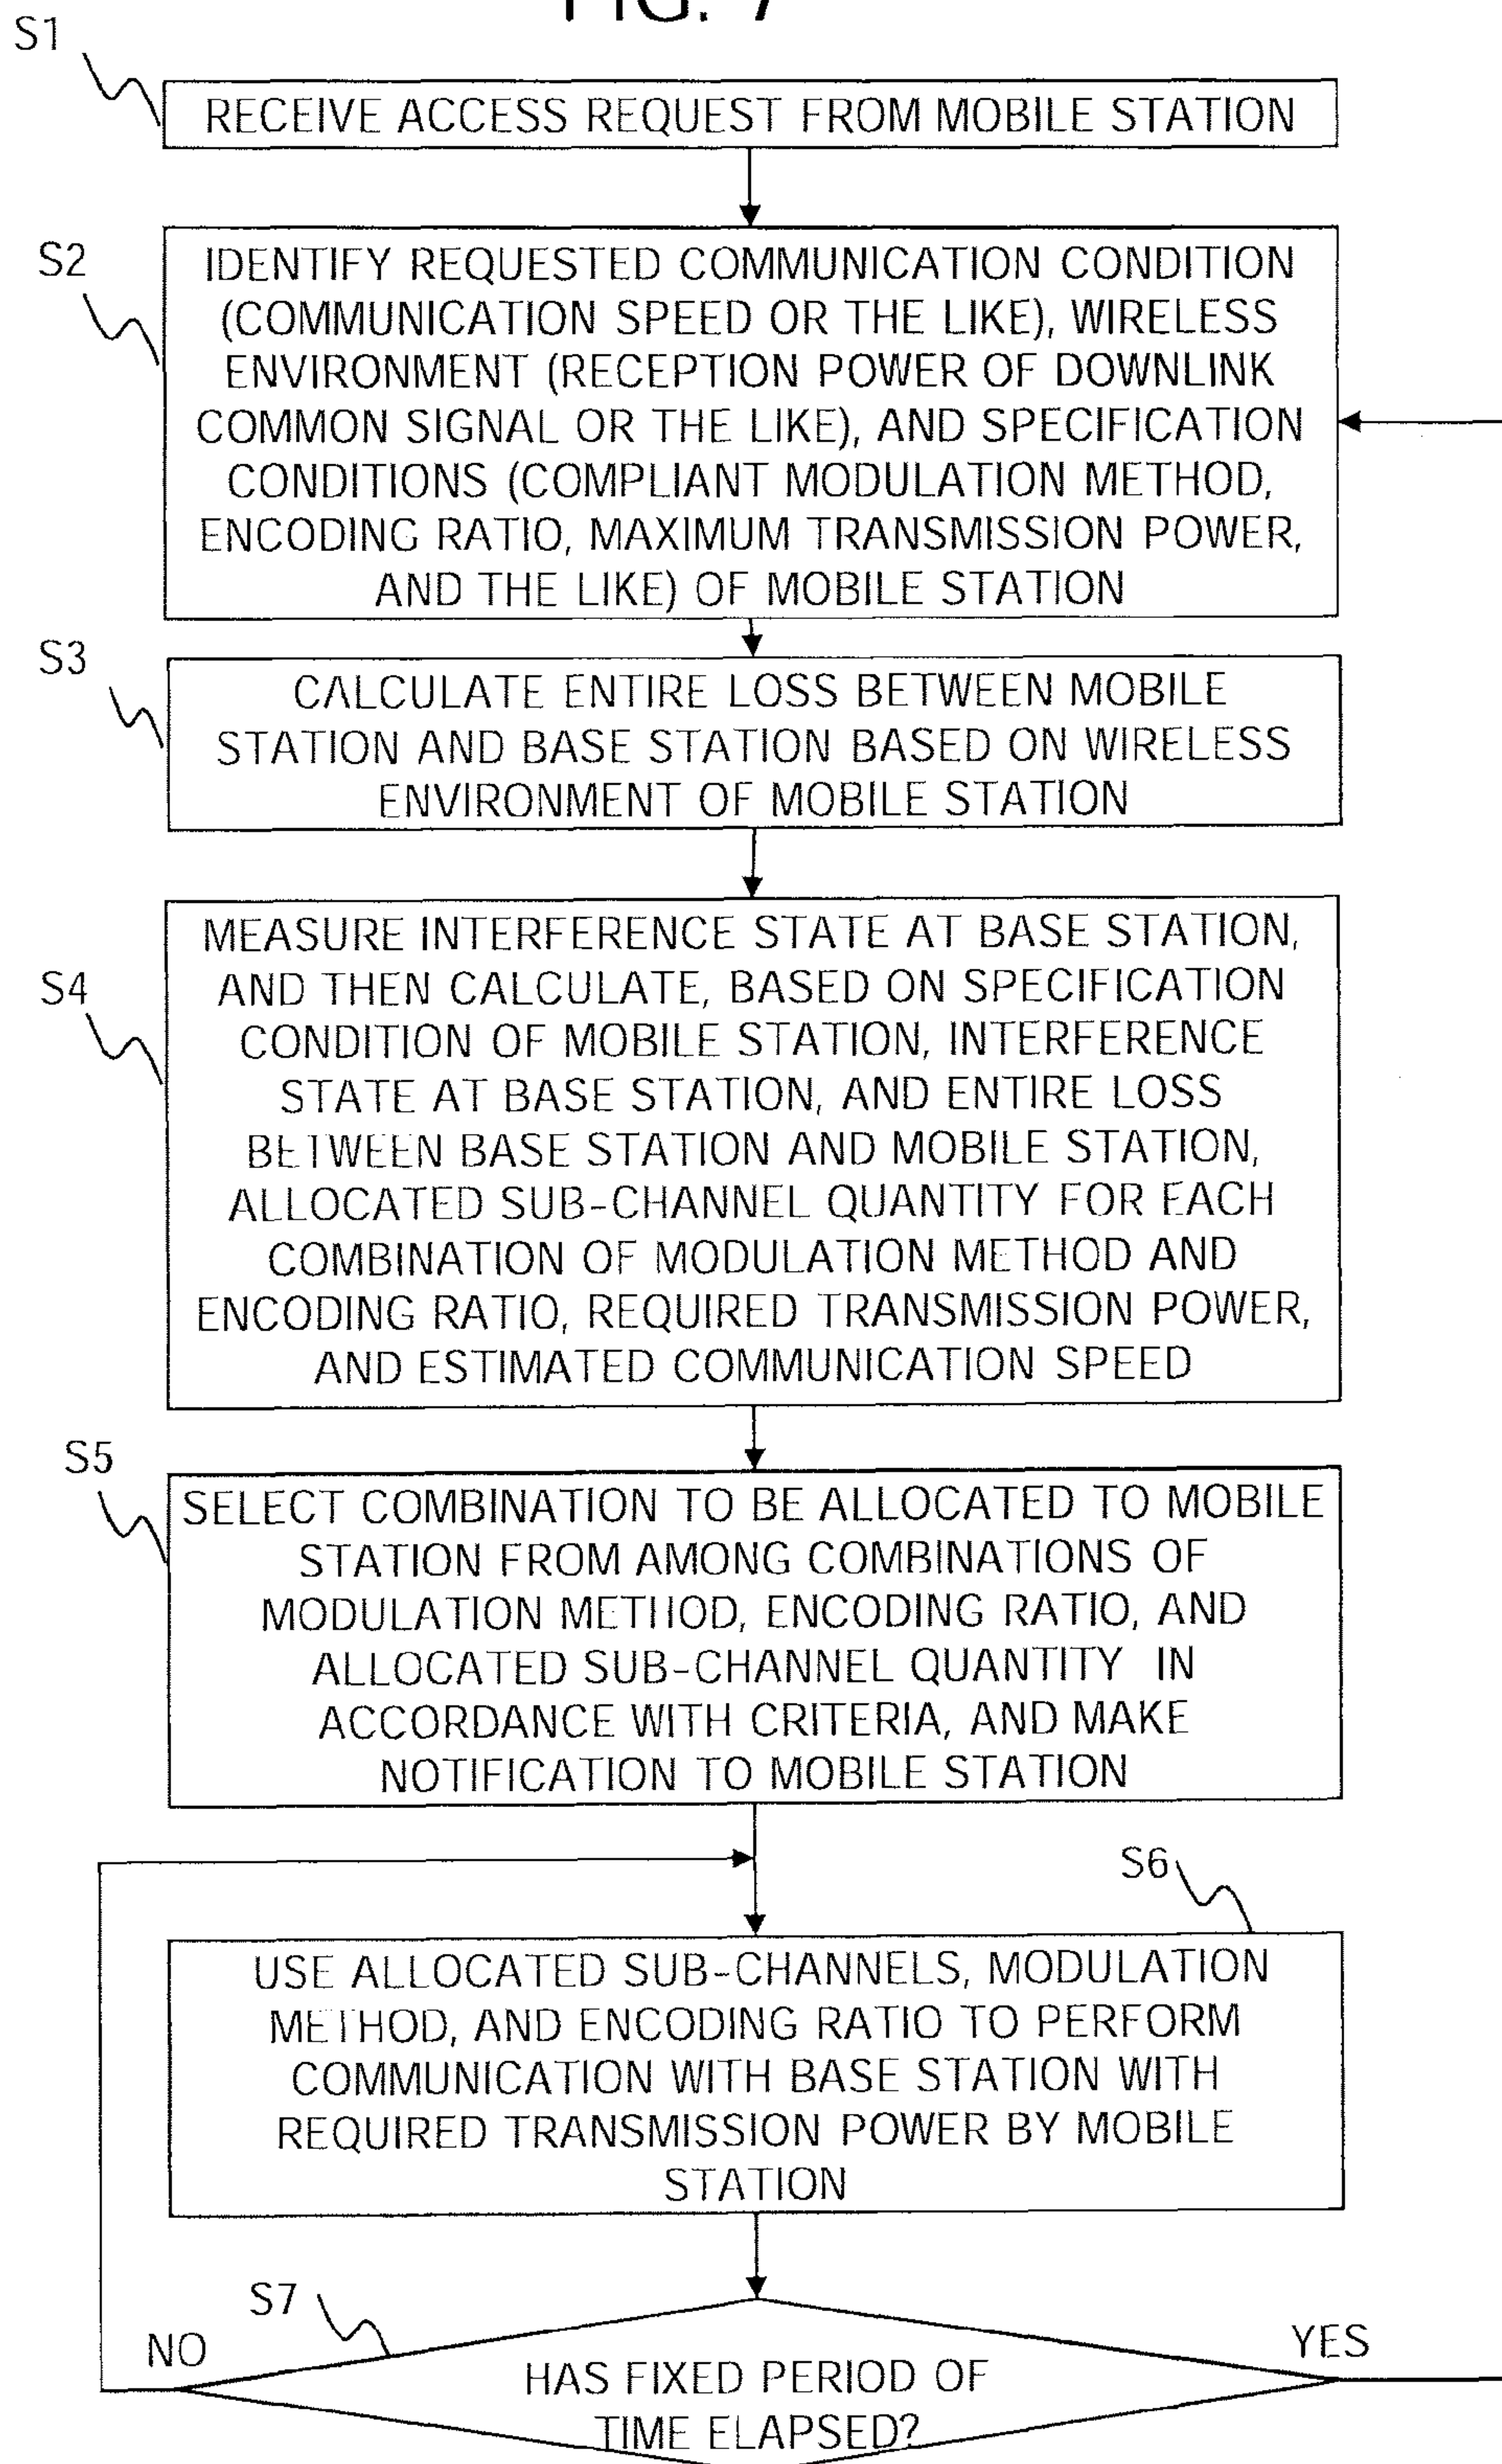 FIG. 7
S1
RECEIVE ACCESS REQUEST FROM MOBILE STATION
S2
IDENTIFY REQUESTED COMMUNICATION CONDITION
(COMMUNICATION SPEED OR THE LIKE), WIRELESS
ENVIRONMENT (RECEPTION POWER OF DOWNLINK
COMMON SIGNAL OR THE LIKE), AND SPECIFICATION
CONDITIONS (COMPLIANT MODULATION METHOD,
ENCODING RATIO, MAXIMUM TRANSMISSION POWER,
AND THE LIKE) OF MOBILE STATION
S3
CALCULATE ENTIRE LOSS BETWEEN MOBILE
STATION AND BASE STATION BASED ON WIRELESS
ENVIRONMENT OF MOBILE STATION
S4
MEASURE INTERFERENCE STATE AT BASE STATION,
AND THEN CALCULATE, BASED ON SPECIFICATION
CONDITION OF MOBILE STATION, INTERFERENCE
STATE AT BASE STATION, AND ENTIRE LOSS
BETWEEN BASE STATION AND MOBILE STATION,
ALLOCATED SUB-CHANNEL QUANTITY FOR EACH
COMBINATION OF MODULATION METHOD AND
ENCODING RATIO, REQUIRED TRANSMISSION POWER,
AND ESTIMATED COMMUNICATION SPEED
S5
SELECT COMBINATION TO BE ALLOCATED TO MOBILE
STATION FROM AMONG COMBINATIONS OF
MODULATION METHOD, ENCODING RATIO, AND
ALLOCATED SUB-CHANNEL QUANTITY IN
ACCORDANCE WITH CRITERIA, AND MAKE
NOTIFICATION TO MOBILE STATION
S6
USE ALLOCATED SUB-CHANNELS, MODULATION
METHOD, AND ENCODING RATIO TO PERFORM
COMMUNICATION WITH BASE STATION WITH
REQUIRED TRANSMISSION POWER BY MOBILE
STATION
S7
NO
YES
HAS FIXED PERIOD OF
TIME ELAPSED?